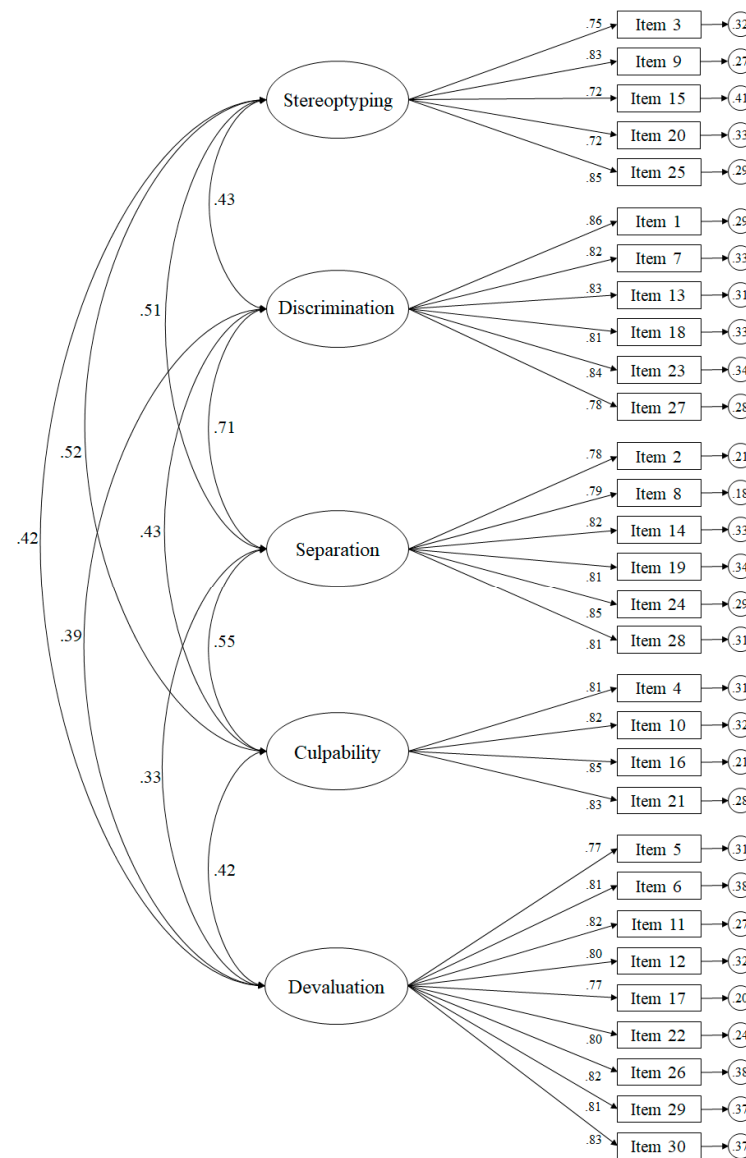 .75 Item 3 .32
.83 Item 9 .27
Stereoptyping .72 Item 15 .41
.72 Item 20 .33
.85 Item 25 .29
.43
.86 Item 1 .29
.82 Item 7 .33
Discrimination .83 Item 13 .31
.51
.81 Item 18 .33
.84 Item 23 .34
.78 Item 27 .28
.71
.52
.78 Item 2 .21
.79 Item 8 .18
.42 .43 .82 Item 14 .33
Separation
.81 Item 19 .34
.85 Item 24 .29
.39 .55
.81 Item 28 .31
.81 Item 4 .31
.82 Item 10 .32
Culpability
.85 Item 16 .21
.33
.83 Item 21 .28
.77 Item 5 .31
.42
.81 Item 6 .38
.82 Item 11 .27
.80 Item 12 .32
Devaluation .77 Item 17 .20
.80 Item 22 .24
.82 Item 26 .38
.81 Item 29 .37
.83 Item 30 .37